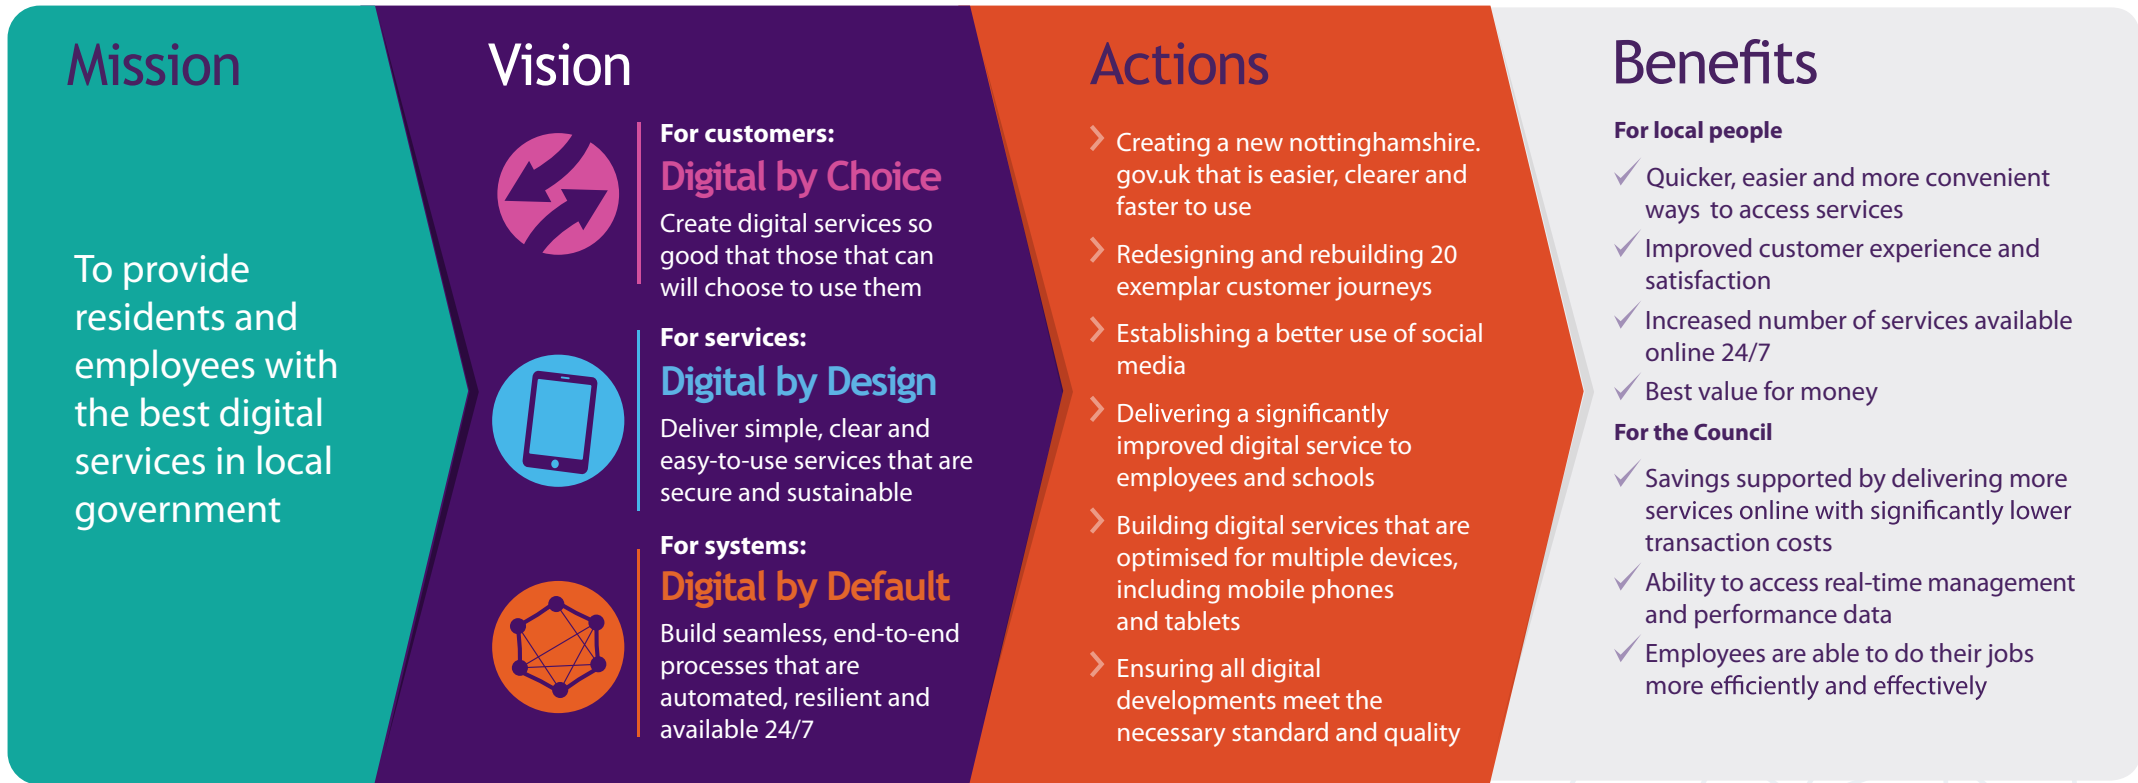 Mission
To provide
residents and
employees with
the best digital
services in local
government
Vision
For customers:
Digital by Choice
Create digital services so
good that those that can
will choose to use them
For services:
Digital by Design
Deliver simple, clear and
easy-to-use services that are
secure and sustainable
For systems:
Digital by Default
Build seamless, end-to-end
processes that are
automated, resilient and
available 24/7
Actions
Creating a new nottinghamshire.
gov.uk that is easier, clearer and
faster to use
Redesigning and rebuilding 20
exemplar customer journeys
Establishing a better use of social
media
Delivering a significantly
improved digital service to
employees and schools
Building digital services that are
optimised for multiple devices,
including mobile phones
and tablets
Ensuring all digital
developments meet the
necessary standard and quality
Benefits
For local people
Quicker, easier and more convenient
ways to access services
Improved customer experience and
satisfaction
Increased number of services available
online 24/7
Best value for money
For the Council
Savings supported by delivering more
services online with significantly lower
transaction costs
Ability to access real-time management
and performance data
Employees are able to do their jobs
more efficiently and effectively